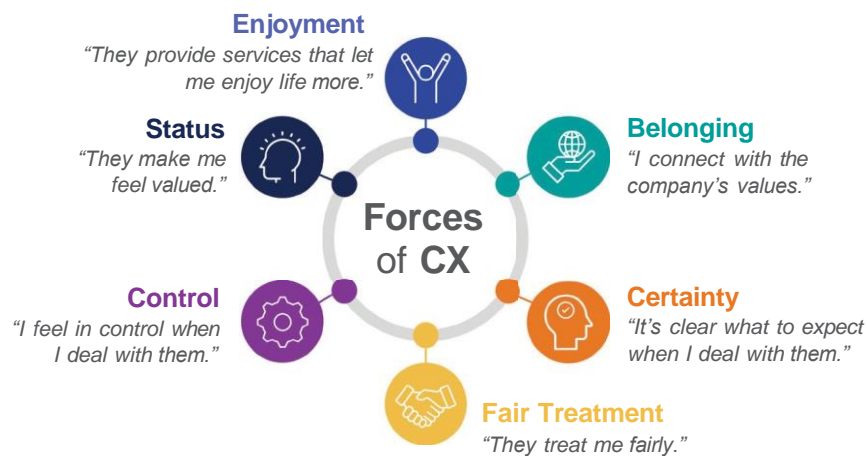 Enjoyment
“They provide services that let
me enjoy life more.”
Status
“They make me
feel valued.”
Belonging
“I connect with the
company’s values.”
Forces
of CX
Control
“I feel in control when
I deal with them.”
Certainty
“It’s clear what to expect
when I deal with them.”
Fair Treatment
“They treat me fairly.”